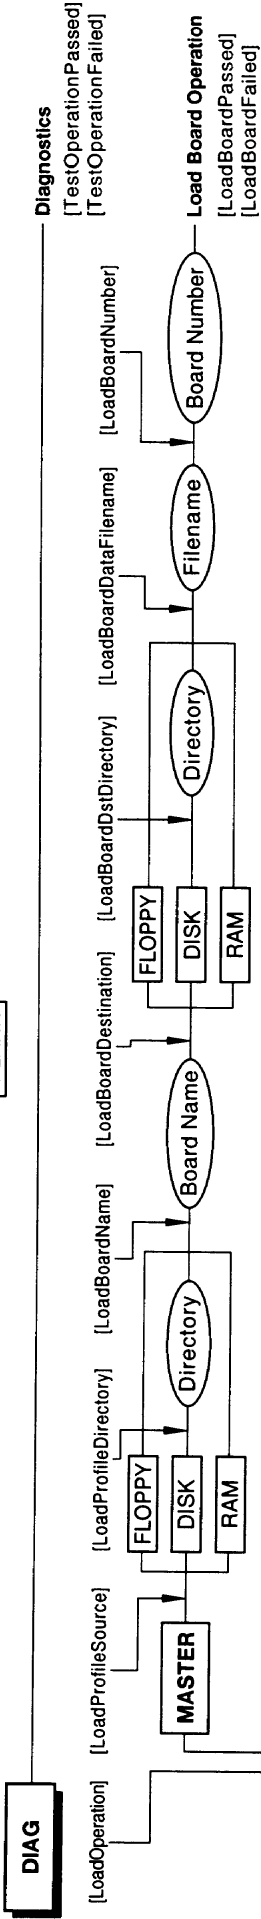 DIAG
Diagnostics
[TestOperationPassed]
[TestOperationFailed]
[LoadOperation]
[LoadProfileSource]
[LoadProfileDirectory]
[LoadBoardName]
[LoadBoardDestination]
[LoadBoardDstDirectory]
[LoadBoardDataFilename]
[LoadBoardNumber]
MASTER
FLOPPY
DISK
RAM
Directory
Board Name
FLOPPY
DISK
RAM
Directory
Filename
Board Number
Load Board Operation
[LoadBoardPassed]
[LoadBoardFailed]